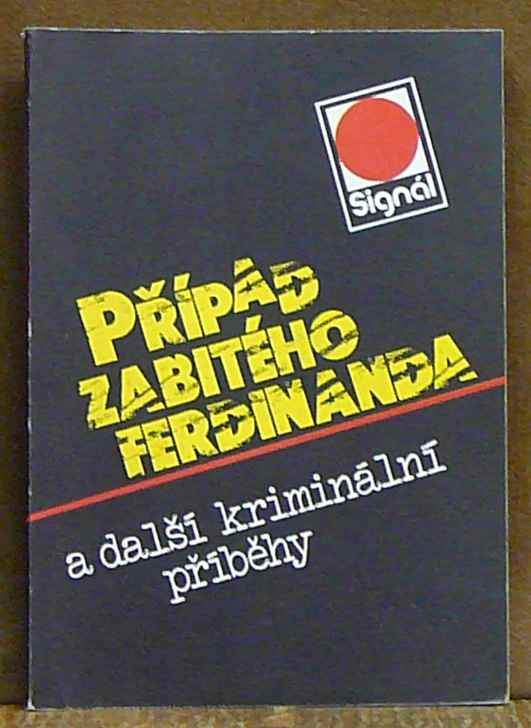 Signál
PŘÍPAD
ZABITÉHO
FERDINANDA
a další kriminální
příběhy